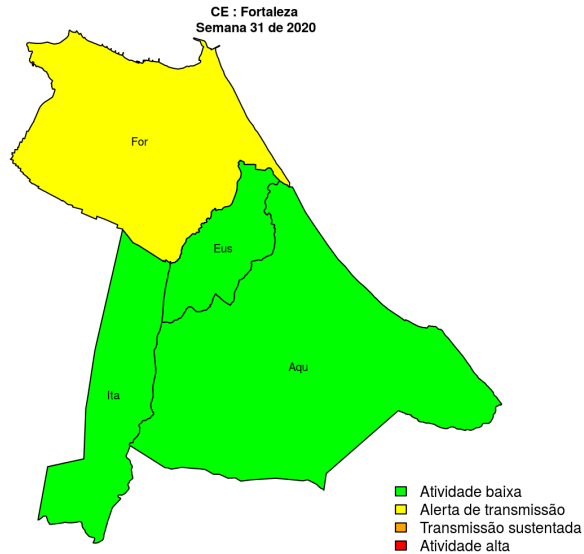 CE : Fortaleza
Semana 31 de 2020
For
Eus
Aqu
Ita
Atividade baixa
Alerta de transmissão
Transmissão sustentada
Atividade alta